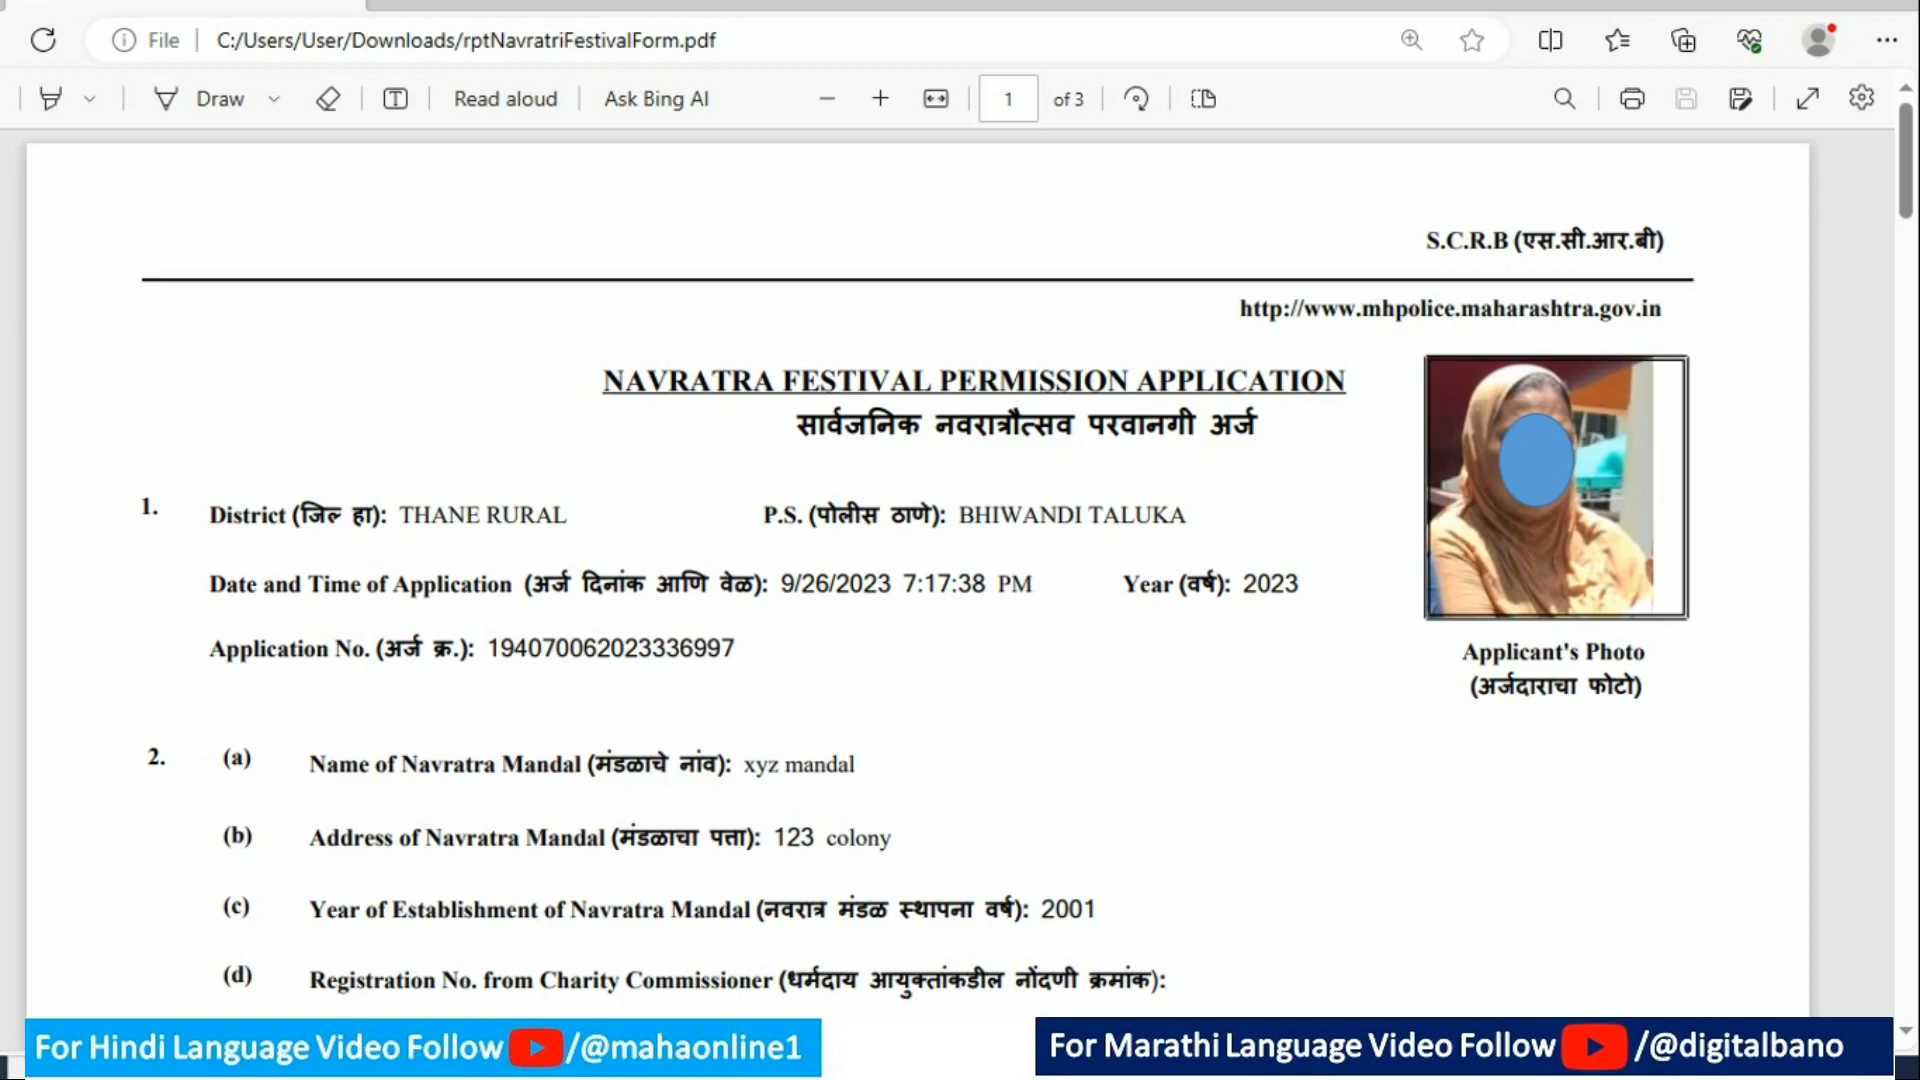 File C:/Users/User/Downloads/rptNavratriFestivalForm.pdf
Draw Read aloud Ask Bing AI 1 of 3
S.C.R.B (एस.सी.आर.बी)
http://www.mhpolice.maharashtra.gov.in
NAVRATRA FESTIVAL PERMISSION APPLICATION
सार्वजनिक नवरात्रौत्सव परवानगी अर्ज
1. District (जिल्हा): THANE RURAL P.S. (पोलीस ठाणे): BHIWANDI TALUKA
Date and Time of Application (अर्ज दिनांक आणि वेळ): 9/26/2023 7:17:38 PM Year (वर्ष): 2023
Application No. (अर्ज क्र.): 194070062023336997
Applicant's Photo
(अर्जदाराचा फोटो)
2. (a) Name of Navratra Mandal (मंडळाचे नांव): xyz mandal
(b) Address of Navratra Mandal (मंडळाचा पत्ता): 123 colony
(c) Year of Establishment of Navratra Mandal (नवरात्र मंडळ स्थापना वर्ष): 2001
(d) Registration No. from Charity Commissioner (धर्मदाय आयुक्तांकडील नोंदणी क्रमांक):
For Hindi Language Video Follow /@mahaonline1
For Marathi Language Video Follow /@digitalbano